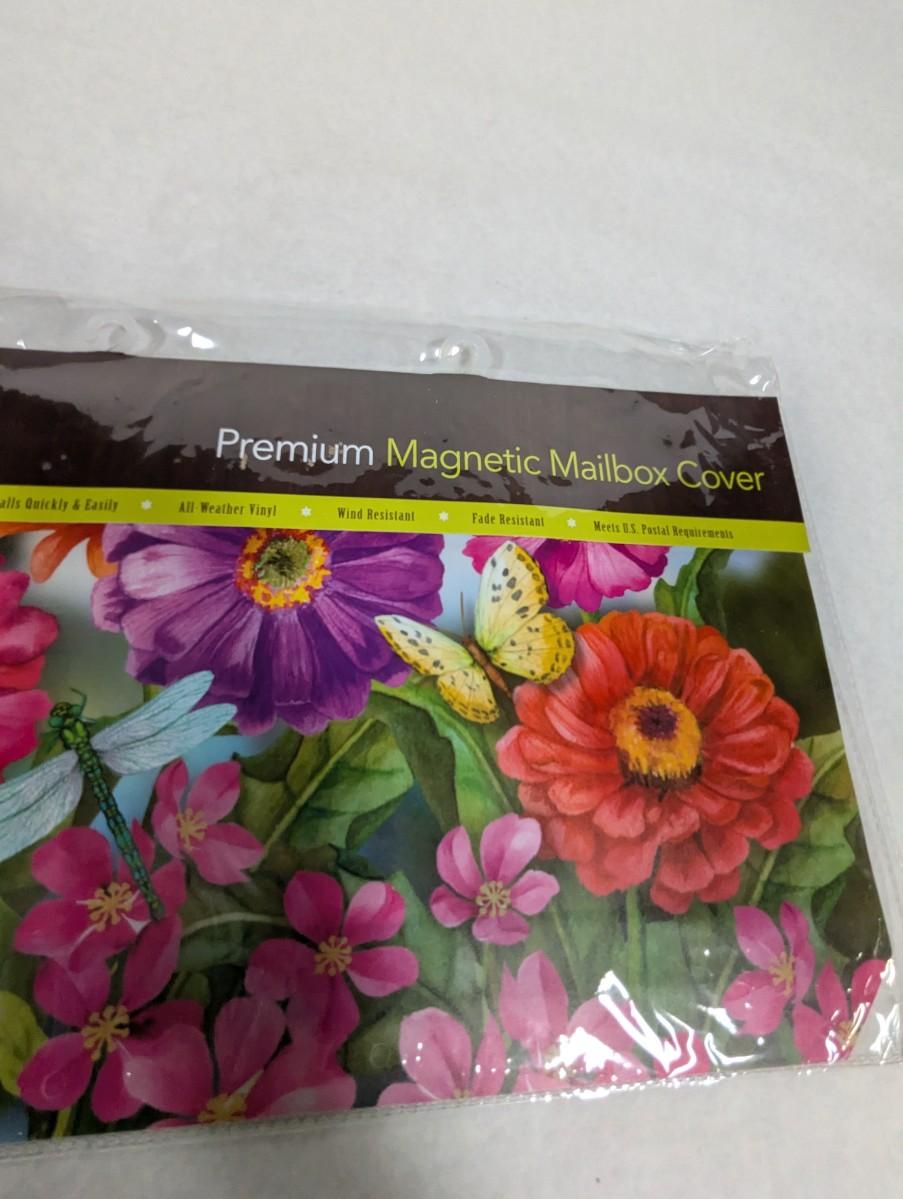 Premium Magnetic Mailbox Cover
alls Quickly & Easily * All-Weather Vinyl * Wind Resistant * Fade Resistant * Meets U.S. Postal Requirements